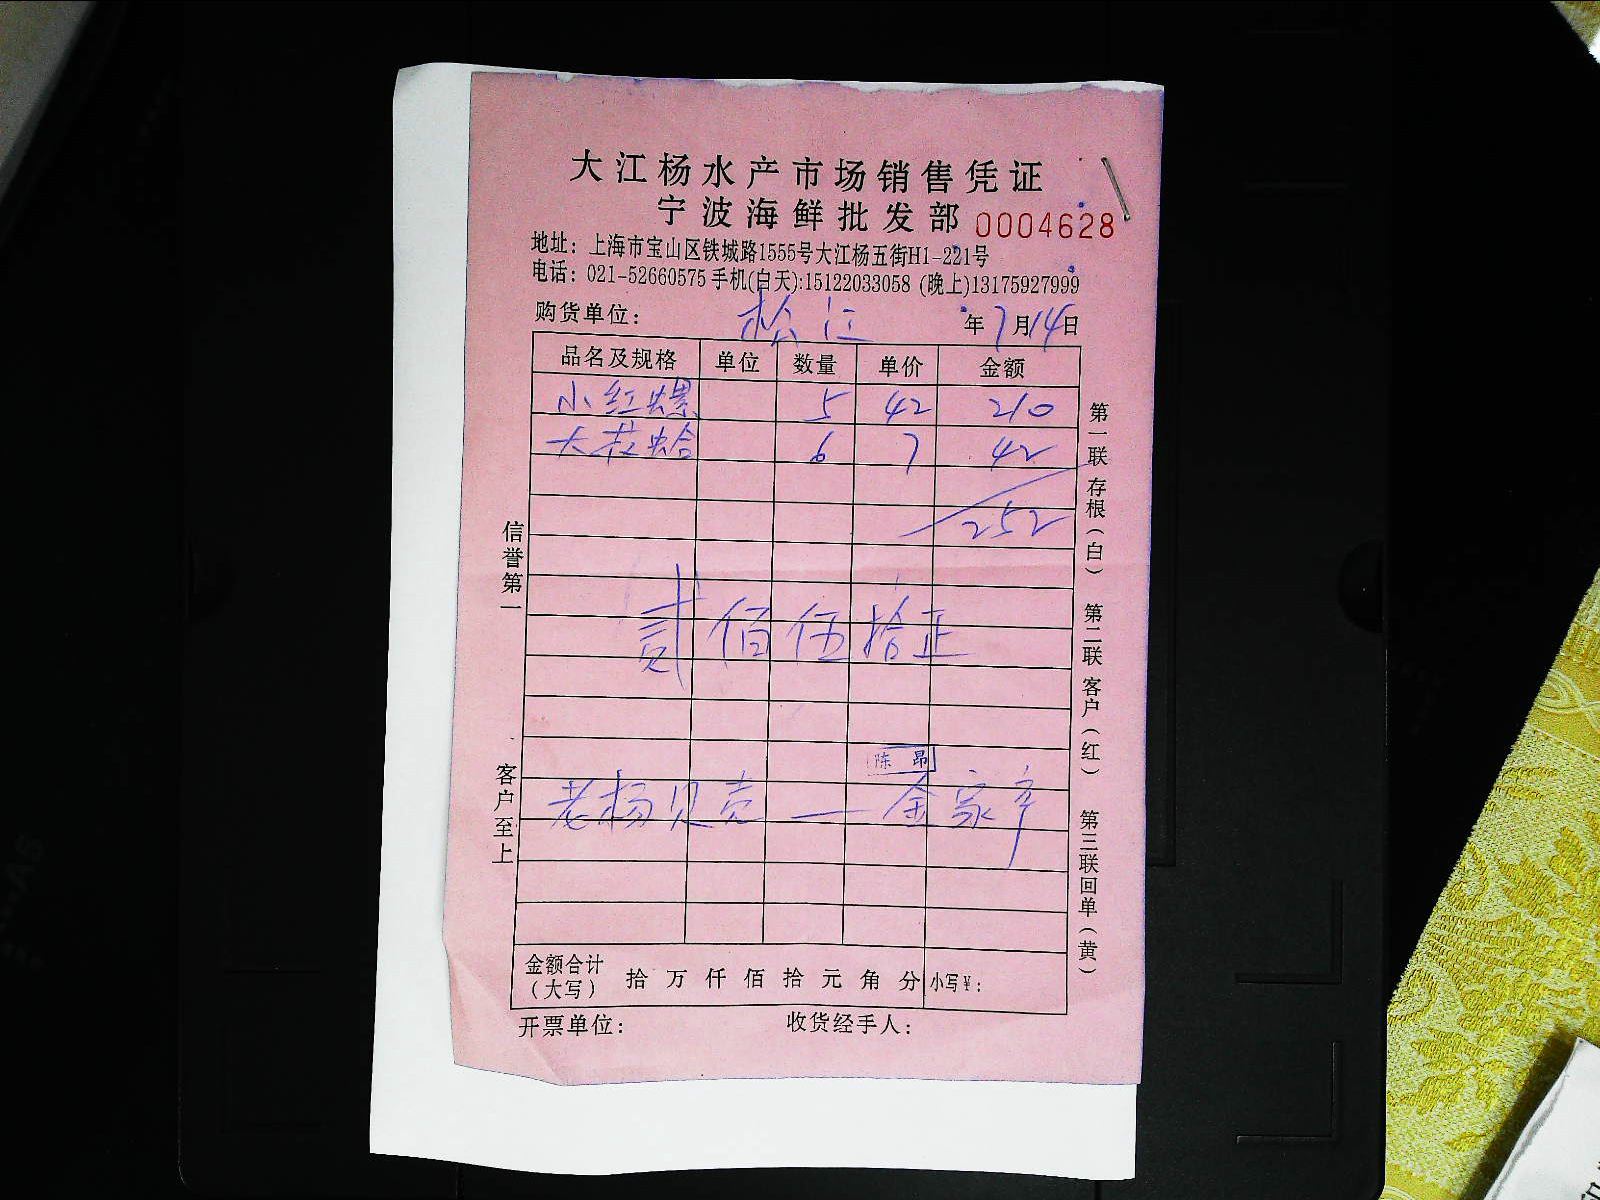 大江杨水产市场销售凭证
宁波海鲜批发部 0004628
地址：上海市宝山区铁城路1555号大江杨五街H1-221号
电话：021-52660575 手机(白天):15122033058 (晚上)13175927999
购货单位： 松江 年 7月14日
品名及规格 单位 数量 单价 金额
小红螺 5 42 210
大花蛤 6 7 42
252
贰佰伍拾正
陈 昂
老杨贝壳 — 金家
金额合计（大写） 拾 万 仟 佰 拾 元 角 分 小写￥：
开票单位： 收货经手人：
信誉第一
客户至上
第一联 存根（白）
第二联 客户（红）
第三联 回单（黄）